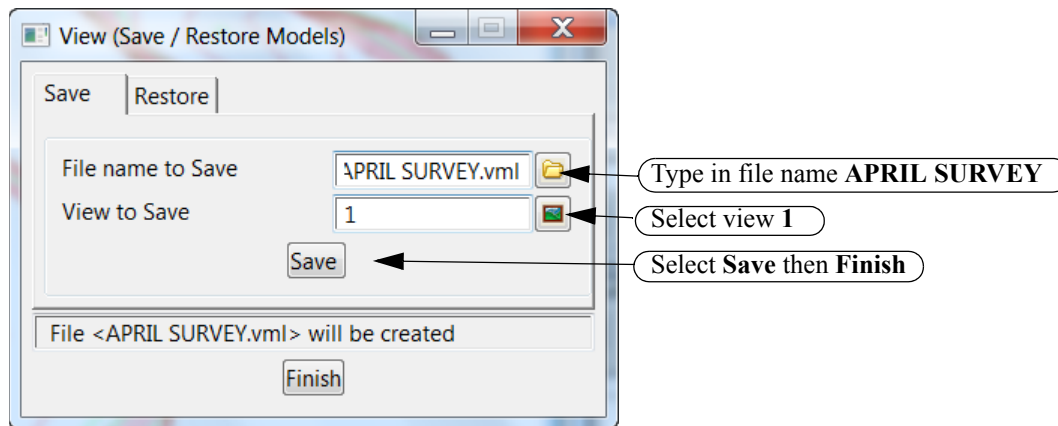 View (Save / Restore Models)
Save Restore
File name to Save APRIL SURVEY.vml
Type in file name APRIL SURVEY
View to Save 1
Select view 1
Save
Select Save then Finish
File <APRIL SURVEY.vml> will be created
Finish